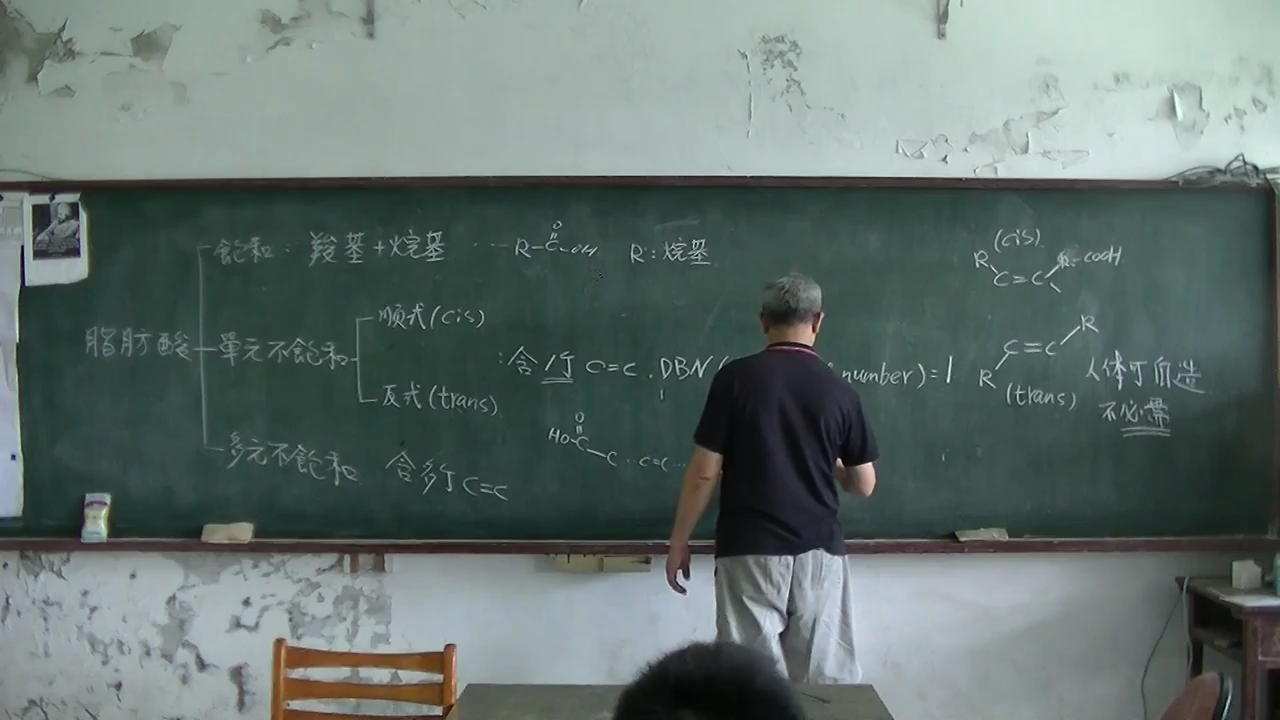 飽和：羧基+烷基 … R-C-OH R：烷基
O
脂肪酸
單元不飽和
順式(cis)
反式(trans)
：含1个 C=C . DBN( number)=1
多元不飽和 含多个 C=C
O
HO-C
C‥C=C‥
(cis)
R C=C R-COOH
R C=C R
(trans)
人体可自造
不必需